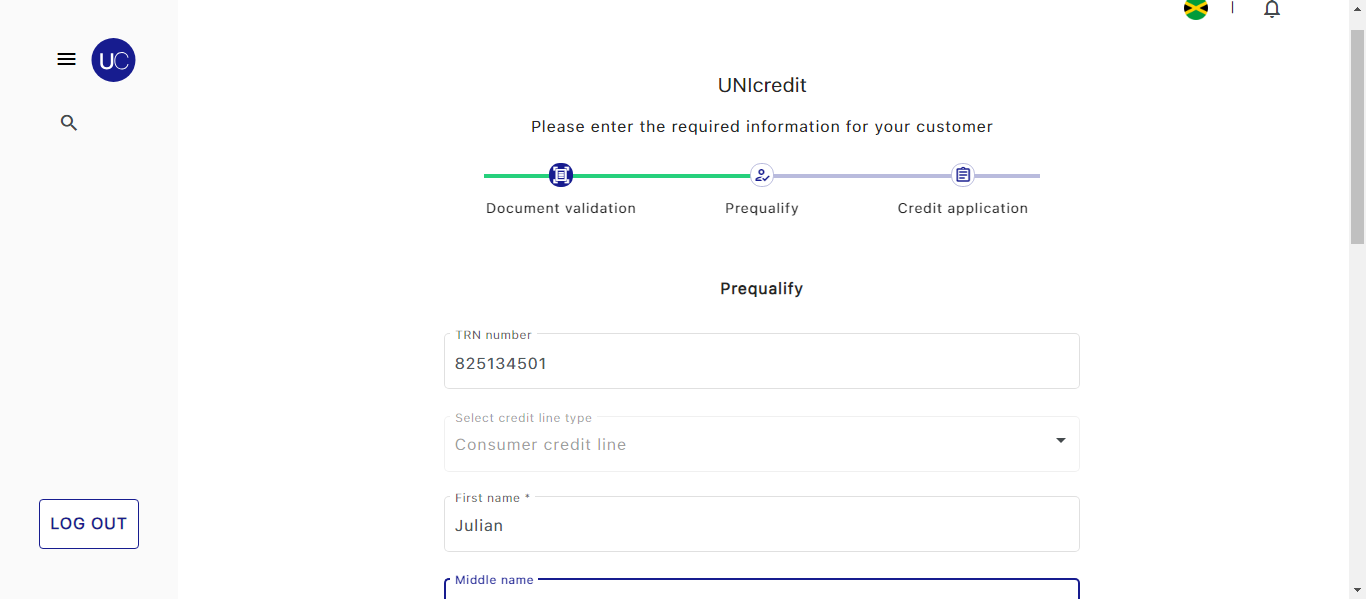 UC
UNIcredit
Please enter the required information for your customer
Document validation
Prequalify
Credit application
Prequalify
TRN number
825134501
Select credit line type
Consumer credit line
First name *
Julian
LOG OUT
Middle name